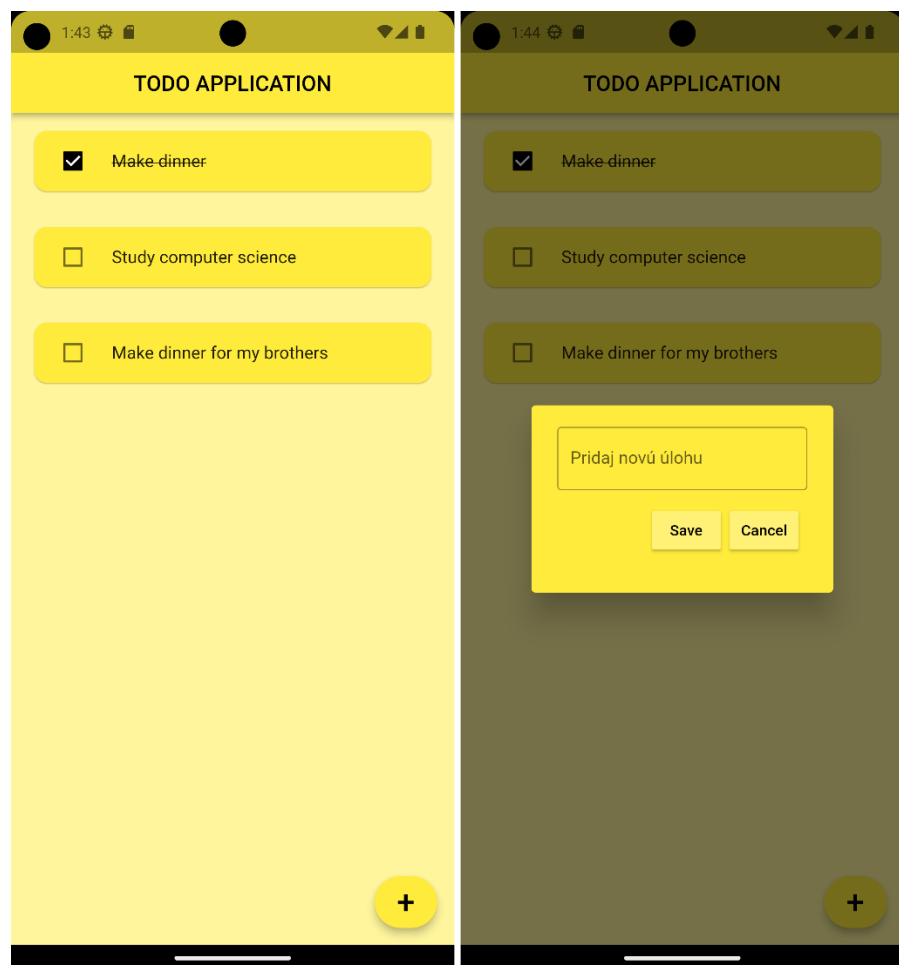 1:43
TODO APPLICATION
Make dinner
Study computer science
Make dinner for my brothers
+
1:44
TODO APPLICATION
Make dinner
Study computer science
Make dinner for my brothers
Pridaj novú úlohu
Save Cancel
+